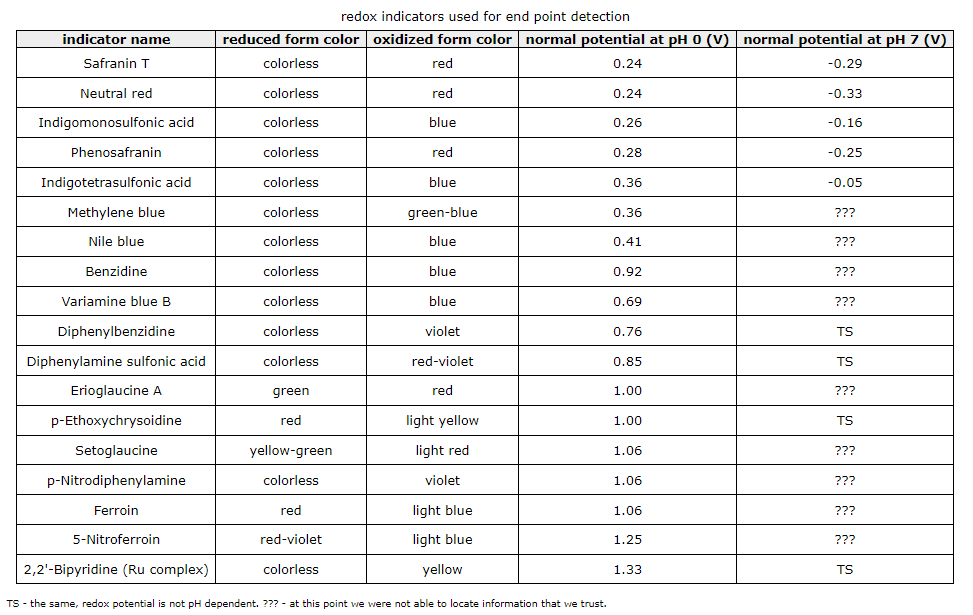 redox indicators used for end point detection
indicator name reduced form color oxidized form color normal potential at pH 0 (V) normal potential at pH 7 (V)
Safranin T colorless red 0.24 -0.29
Neutral red colorless red 0.24 -0.33
Indigomonosulfonic acid colorless blue 0.26 -0.16
Phenosafranin colorless red 0.28 -0.25
Indigotetrasulfonic acid colorless blue 0.36 -0.05
Methylene blue colorless green-blue 0.36 ???
Nile blue colorless blue 0.41 ???
Benzidine colorless blue 0.92 ???
Variamine blue B colorless blue 0.69 ???
Diphenylbenzidine colorless violet 0.76 TS
Diphenylamine sulfonic acid colorless red-violet 0.85 TS
Erioglaucine A green red 1.00 ???
p-Ethoxychrysoidine red light yellow 1.00 TS
Setoglaucine yellow-green light red 1.06 ???
p-Nitrodiphenylamine colorless violet 1.06 ???
Ferroin red light blue 1.06 ???
5-Nitroferroin red-violet light blue 1.25 ???
2,2'-Bipyridine (Ru complex) colorless yellow 1.33 TS
TS - the same, redox potential is not pH dependent. ??? - at this point we were not able to locate information that we trust.